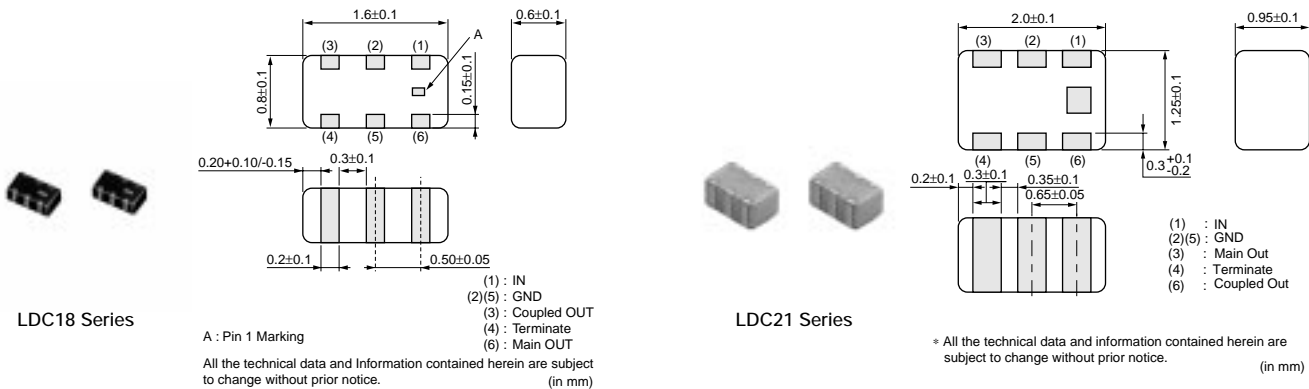 1.6±0.1
0.6±0.1
A
(3) (2) (1)
0.8±0.1
0.15±0.1
(4) (5) (6)
0.20+0.10/-0.15
0.3±0.1
0.2±0.1
0.50±0.05
(1) : IN
(2)(5) : GND
(3) : Coupled OUT
(4) : Terminate
(6) : Main OUT
LDC18 Series
A : Pin 1 Marking
All the technical data and Information contained herein are subject
to change without prior notice.
(in mm)
2.0±0.1
0.95±0.1
(3) (2) (1)
1.25±0.1
(4) (5) (6)
0.3 +0.1
-0.2
0.2±0.1
0.3±0.1
0.35±0.1
0.65±0.05
(1) : IN
(2)(5) : GND
(3) : Main Out
(4) : Terminate
(6) : Coupled Out
LDC21 Series
* All the technical data and information contained herein are
subject to change without prior notice.
(in mm)